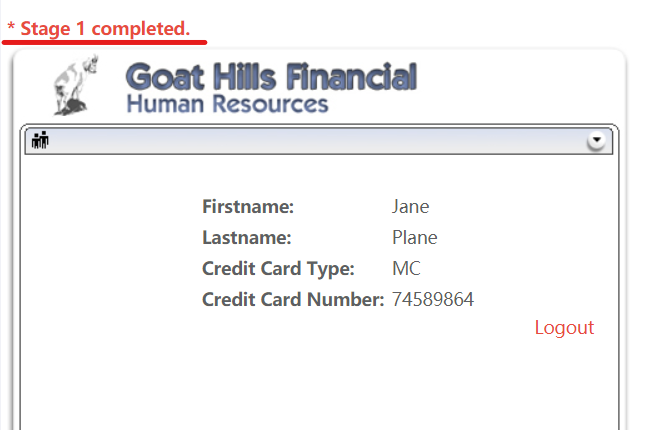 * Stage 1 completed.
Goat Hills Financial
Human Resources
Firstname: Jane
Lastname: Plane
Credit Card Type: MC
Credit Card Number: 74589864
Logout